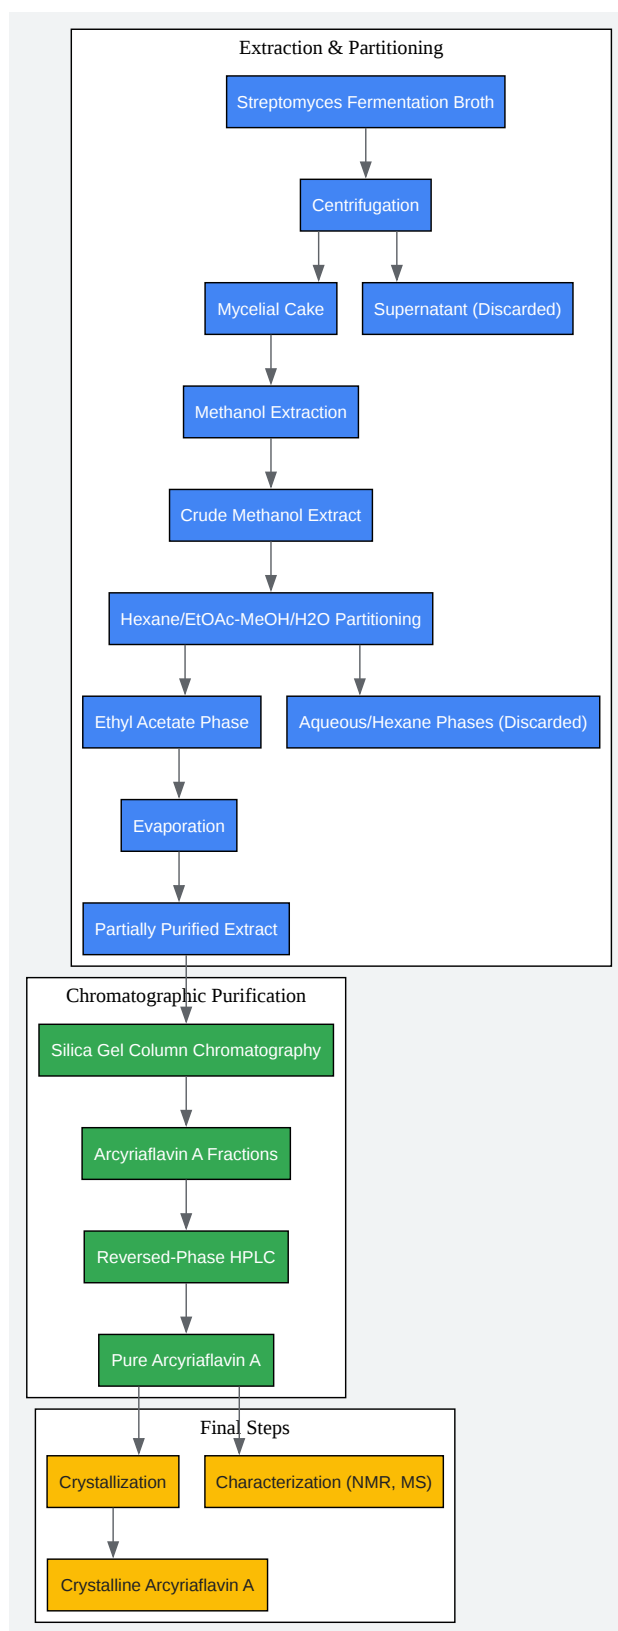 Extraction & Partitioning
Streptomyces Fermentation Broth
Centrifugation
Mycelial Cake
Supernatant (Discarded)
Methanol Extraction
Crude Methanol Extract
Hexane/EtOAc-MeOH/H2O Partitioning
Ethyl Acetate Phase
Aqueous/Hexane Phases (Discarded)
Evaporation
Partially Purified Extract
Chromatographic Purification
Silica Gel Column Chromatography
Arcyriaflavin A Fractions
Reversed-Phase HPLC
Pure Arcyriaflavin A
Final Steps
Crystallization
Characterization (NMR, MS)
Crystalline Arcyriaflavin A